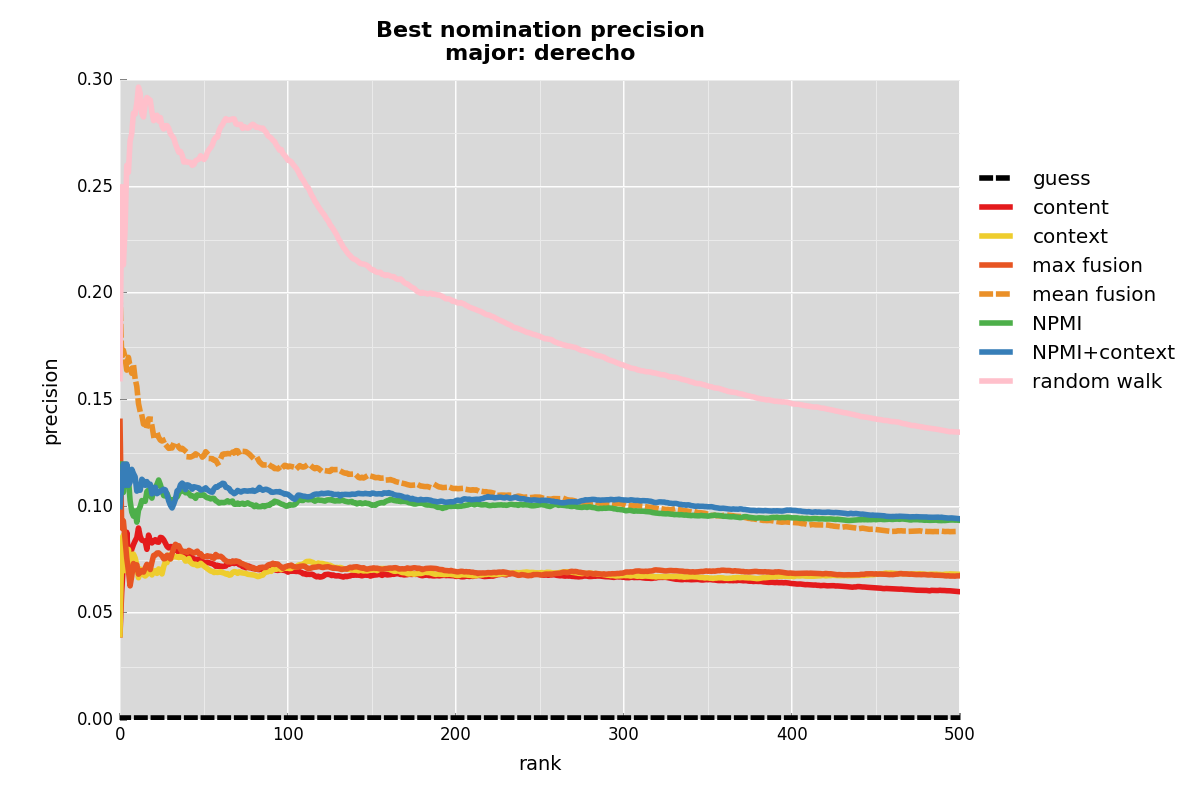 Best nomination precision
major: derecho
0.30
0.25
0.20
0.15
0.10
0.05
0.00
precision
0
100
200
300
400
500
rank
guess
content
context
max fusion
mean fusion
NPMI
NPMI+context
random walk